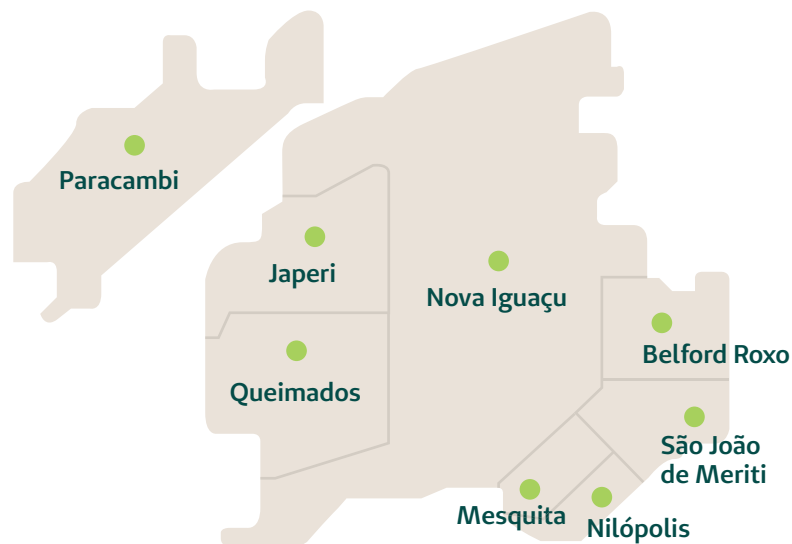 Paracambi
Japeri
Nova Iguaçu
Belford Roxo
Queimados
São João
de Meriti
Mesquita
Nilópolis